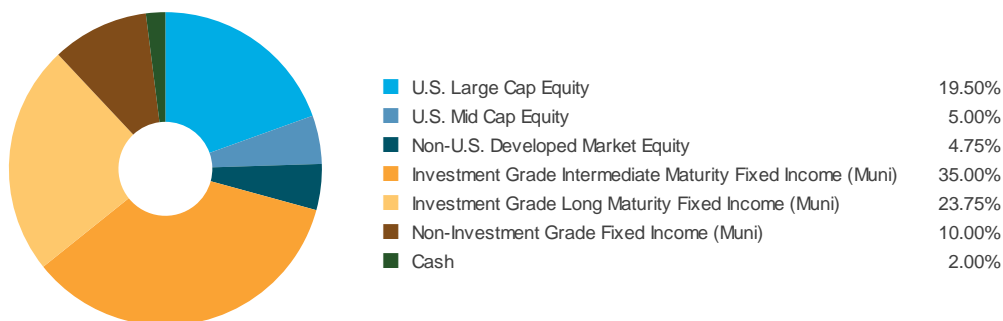 U.S. Large Cap Equity 19.50%
U.S. Mid Cap Equity 5.00%
Non-U.S. Developed Market Equity 4.75%
Investment Grade Intermediate Maturity Fixed Income (Muni) 35.00%
Investment Grade Long Maturity Fixed Income (Muni) 23.75%
Non-Investment Grade Fixed Income (Muni) 10.00%
Cash 2.00%